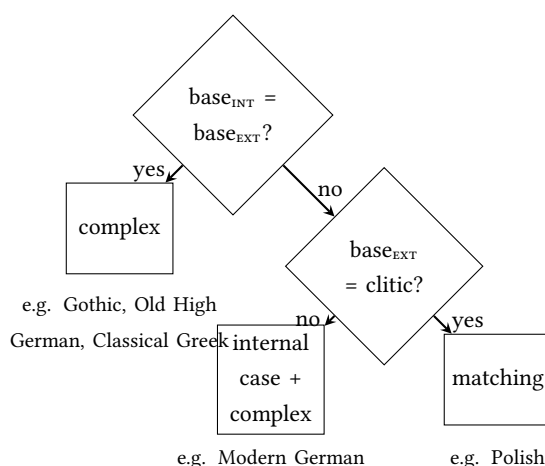 base_INT =
base_EXT?
yes
no
complex
base_EXT
= clitic?
e.g. Gothic, Old High
German, Classical Greek
no
yes
internal
case +
complex
matching
e.g. Modern German
e.g. Polish